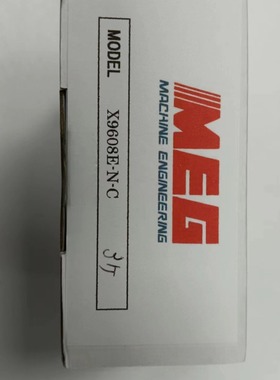 MEG
MACHINE ENGINEERING
MODEL X9608E-N-C